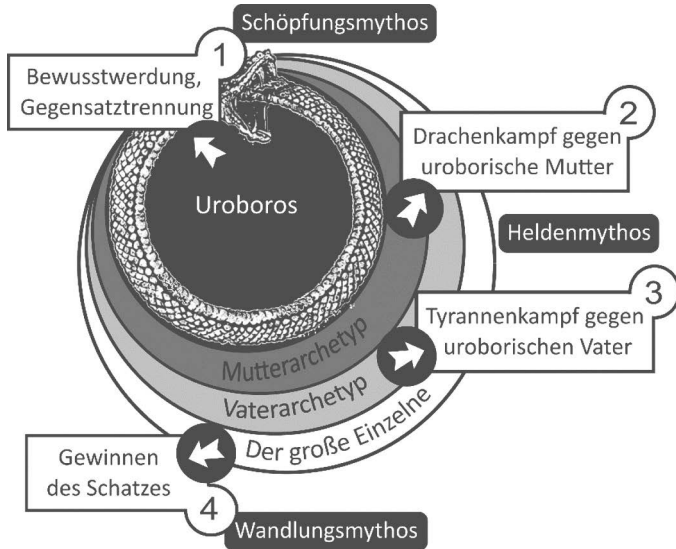 Schöpfungsmythos
1
Bewusstwerdung,
Gegensatztrennung
2
Drachenkampf gegen
uroborische Mutter
Uroboros
Heldenmythos
3
Tyrannenkampf gegen
uroborischen Vater
Mutterarchetyp
Vaterarchetyp
Der große Einzelne
Gewinnen
des Schatzes
4
Wandlungsmythos